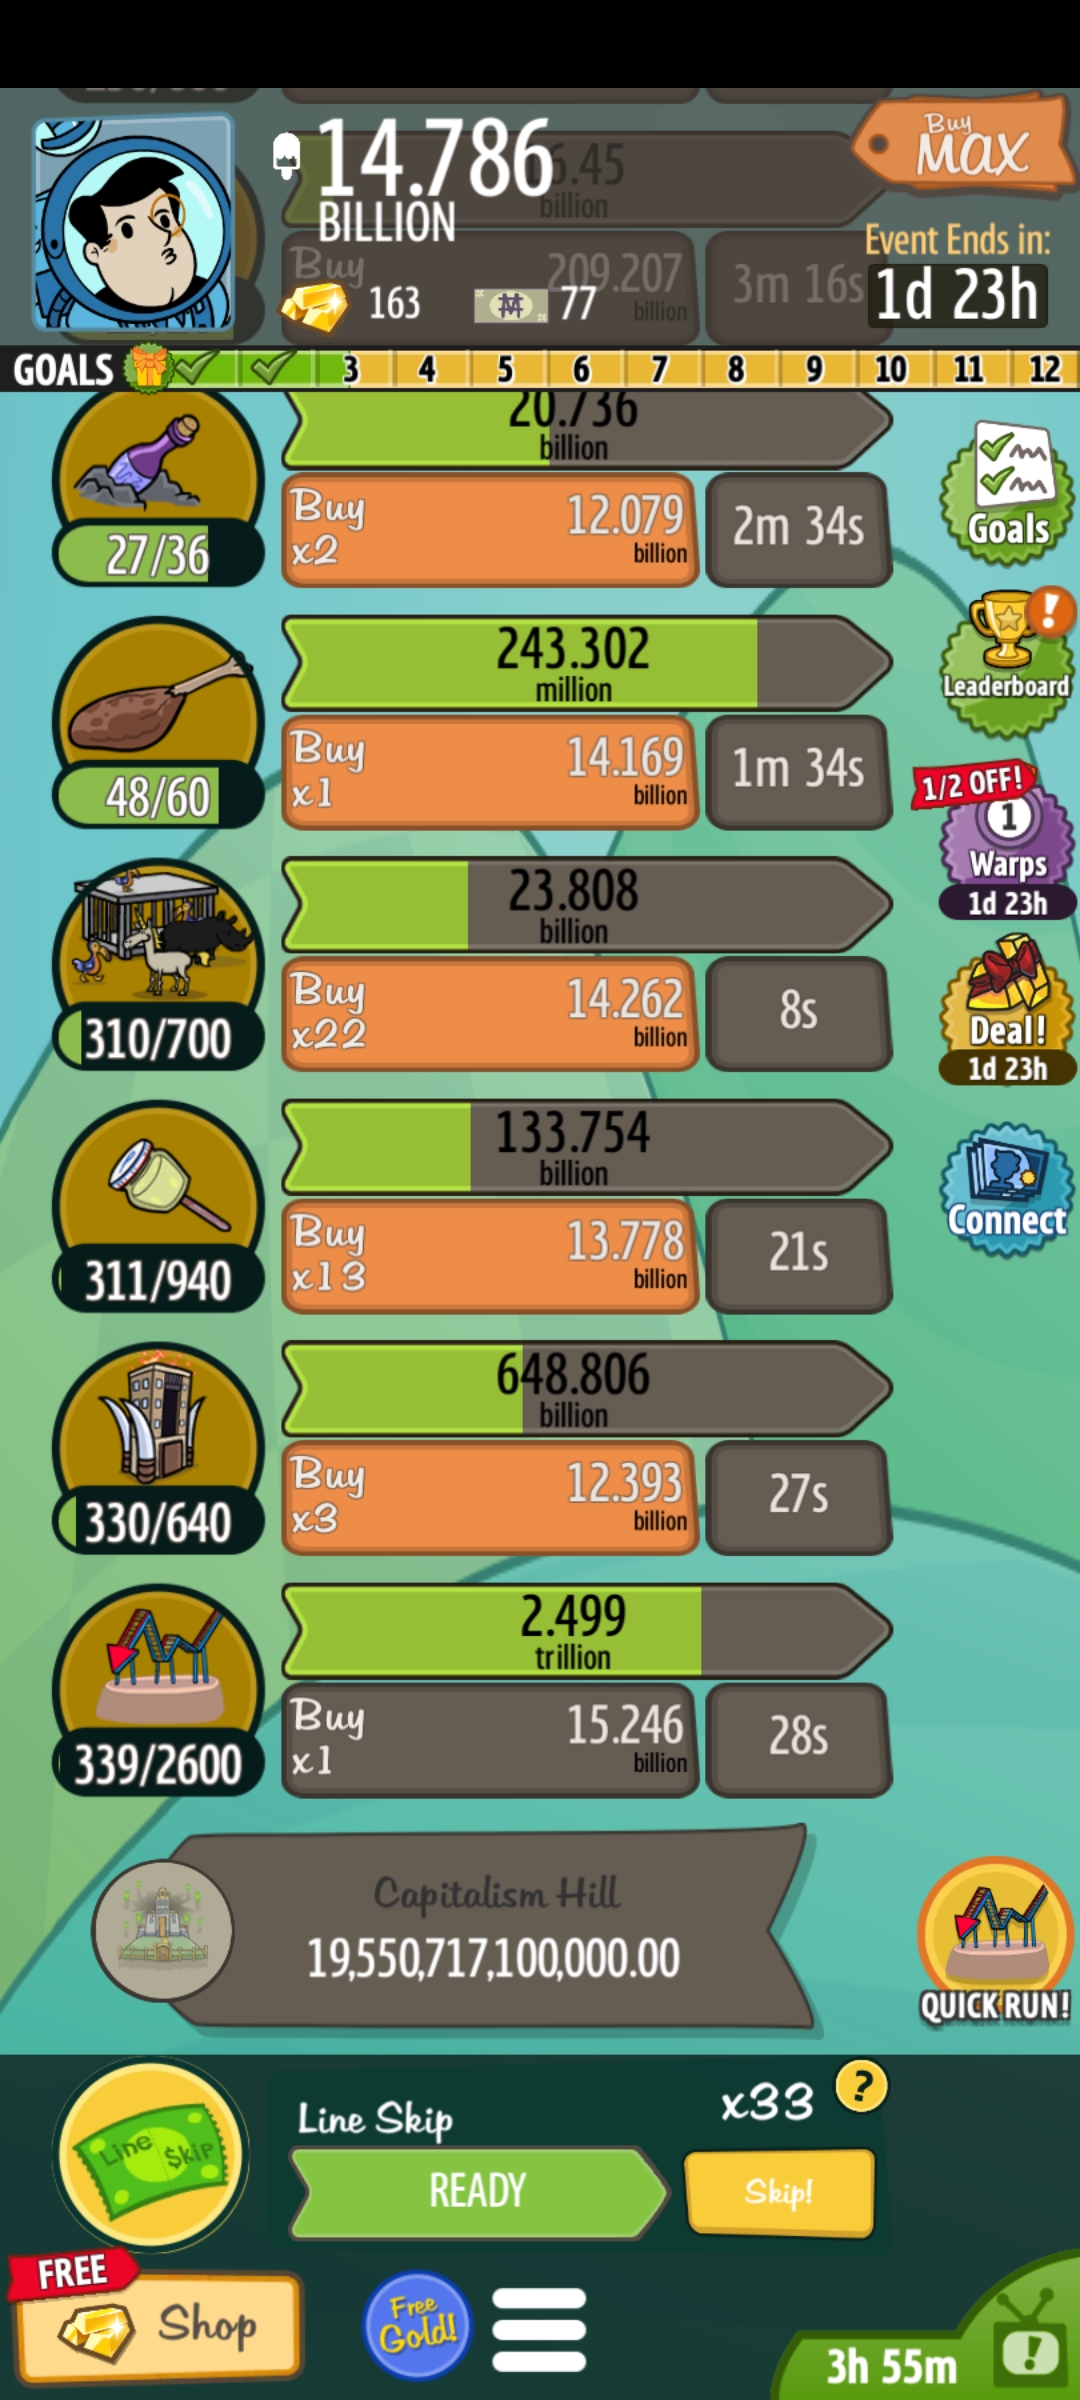 14.786
BILLION
Buy
MAX
6.45
billion
Buy
209.207
billion
3m 16s
163
77
Event Ends in:
1d 23h
GOALS 3 4 5 6 7 8 9 10 11 12
20.736
billion
27/36
Buy
x2
12.079
billion
2m 34s
Goals
243.302
million
48/60
Buy
x1
14.169
billion
1m 34s
Leaderboard
1/2 OFF!
1
Warps
1d 23h
23.808
billion
310/700
Buy
x22
14.262
billion
8s
Deal!
1d 23h
133.754
billion
311/940
Buy
x13
13.778
billion
21s
Connect
648.806
billion
330/640
Buy
x3
12.393
billion
27s
2.499
trillion
339/2600
Buy
x1
15.246
billion
28s
Capitalism Hill
19,550,717,100,000.00
QUICK RUN!
Line $kip
Line Skip
x33
?
READY
Skip!
FREE
Shop
Free
Gold!
3h 55m